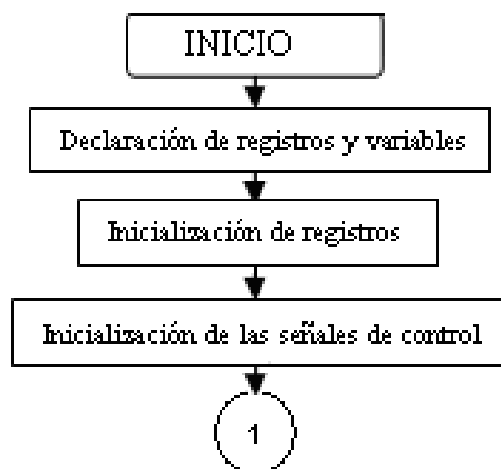 INICIO
Declaración de registros y variables
Inicialización de registros
Inicialización de las señales de control
1